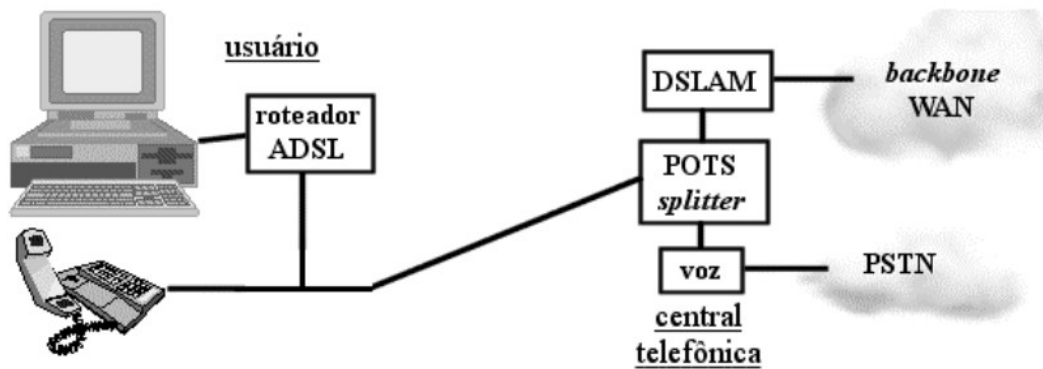 usuário
roteador
ADSL
DSLAM
backbone
WAN
POTS
splitter
voz
PSTN
central
telefônica